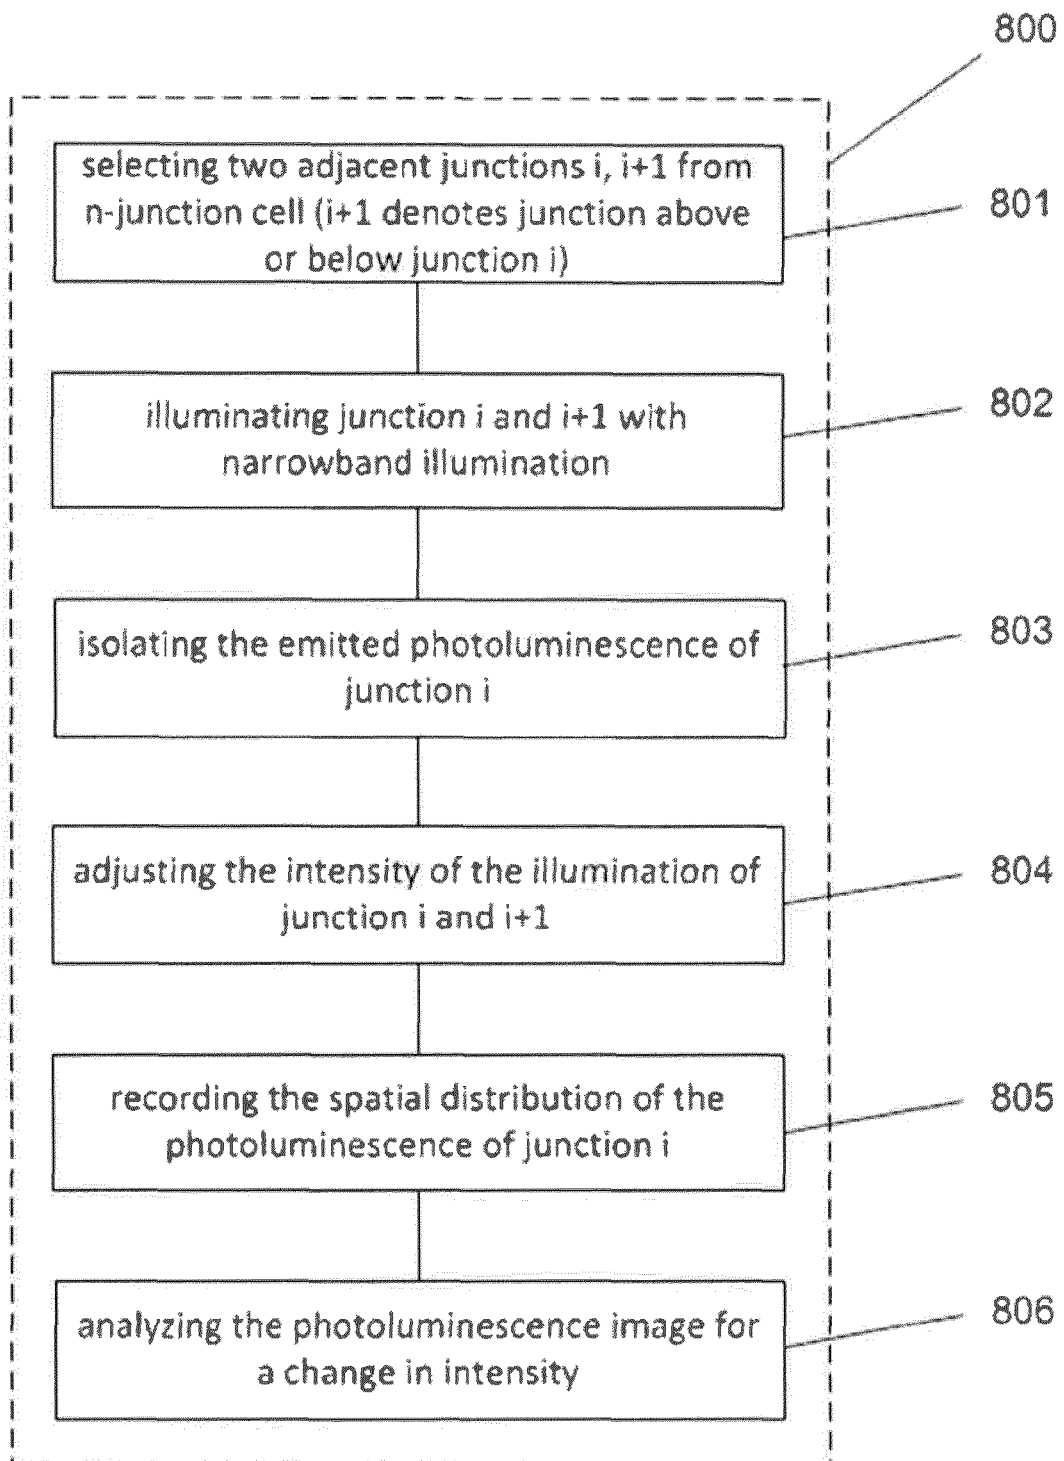 800
selecting two adjacent junctions i, i+1 from
n-junction cell (i+1 denotes junction above
or below junction i)
801
illuminating junction i and i+1 with
narrowband illumination
802
isolating the emitted photoluminescence of
junction i
803
adjusting the intensity of the illumination of
junction i and i+1
804
recording the spatial distribution of the
photoluminescence of junction i
805
analyzing the photoluminescence image for
a change in intensity
806